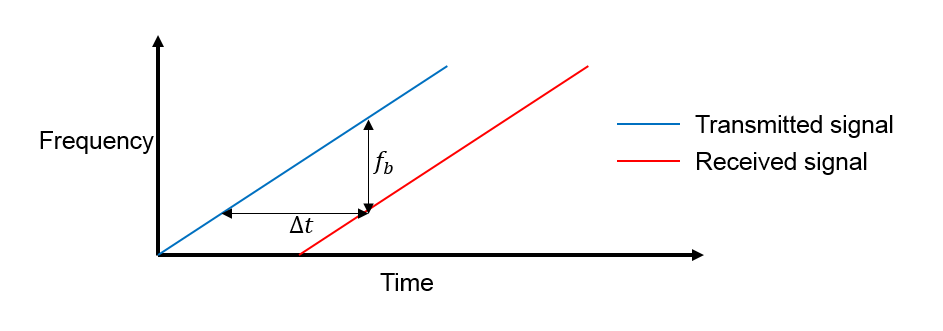 Frequency
Transmitted signal
Received signal
f_b
Δt
Time